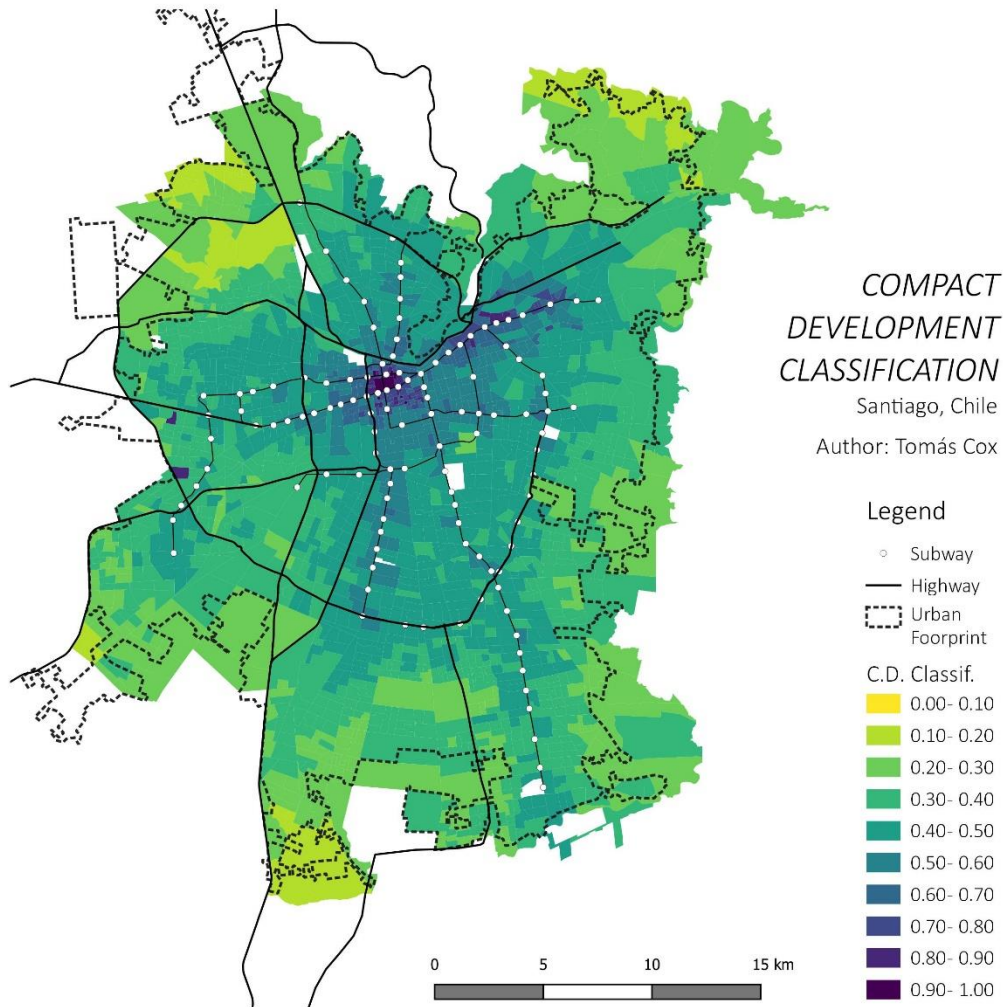 COMPACT
DEVELOPMENT
CLASSIFICATION
Santiago, Chile
Author: Tomás Cox
Legend
Subway
Highway
Urban
Foorprint
C.D. Classif.
0.00- 0.10
0.10- 0.20
0.20- 0.30
0.30- 0.40
0.40- 0.50
0.50- 0.60
0.60- 0.70
0.70- 0.80
0.80- 0.90
0.90- 1.00
0 5 10 15 km